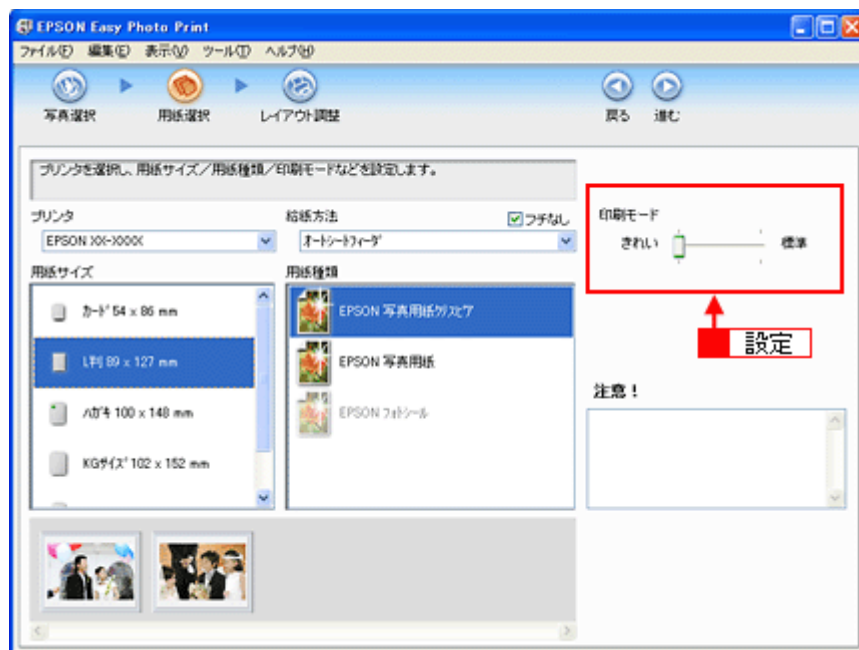 EPSON Easy Photo Print
ファイル(F) 編集(E) 表示(V) ツール(T) ヘルプ(H)
写真選択 用紙選択 レイアウト調整 戻る 進む
プリンタを選択し、用紙サイズ/用紙種類/印刷モードなどを設定します。
プリンタ 給紙方法 フチなし
EPSON XX-XXXX オートシートフィーダ
印刷モード
きれい 標準
用紙サイズ 用紙種類
カード 54 x 86 mm
L判 89 x 127 mm
ハガキ 100 x 148 mm
KGサイズ 102 x 152 mm
EPSON 写真用紙クリスピア
EPSON 写真用紙
EPSON フォトシール
設定
注意!